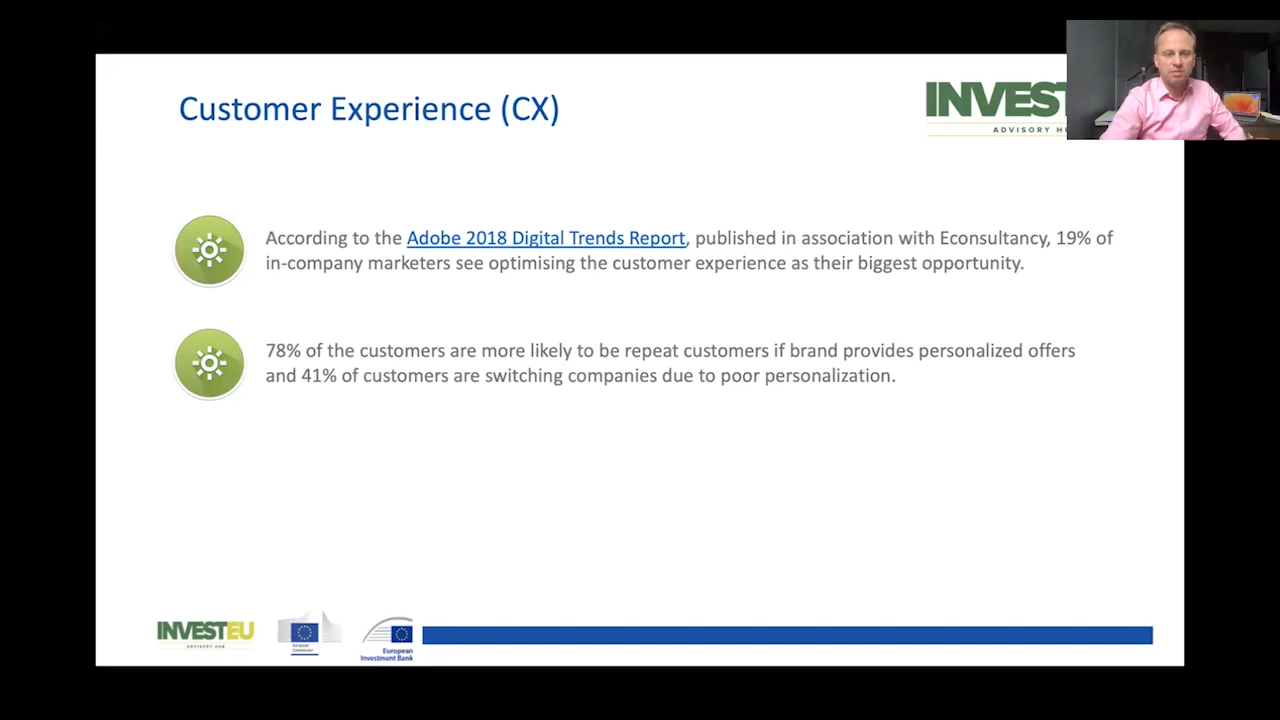 Customer Experience (CX)
INVEST
ADVISORY HU
According to the Adobe 2018 Digital Trends Report, published in association with Econsultancy, 19% of
in-company marketers see optimising the customer experience as their biggest opportunity.
78% of the customers are more likely to be repeat customers if brand provides personalized offers
and 41% of customers are switching companies due to poor personalization.
INVESTEU
ADVISORY HUB
European
Commission
European
Investment Bank